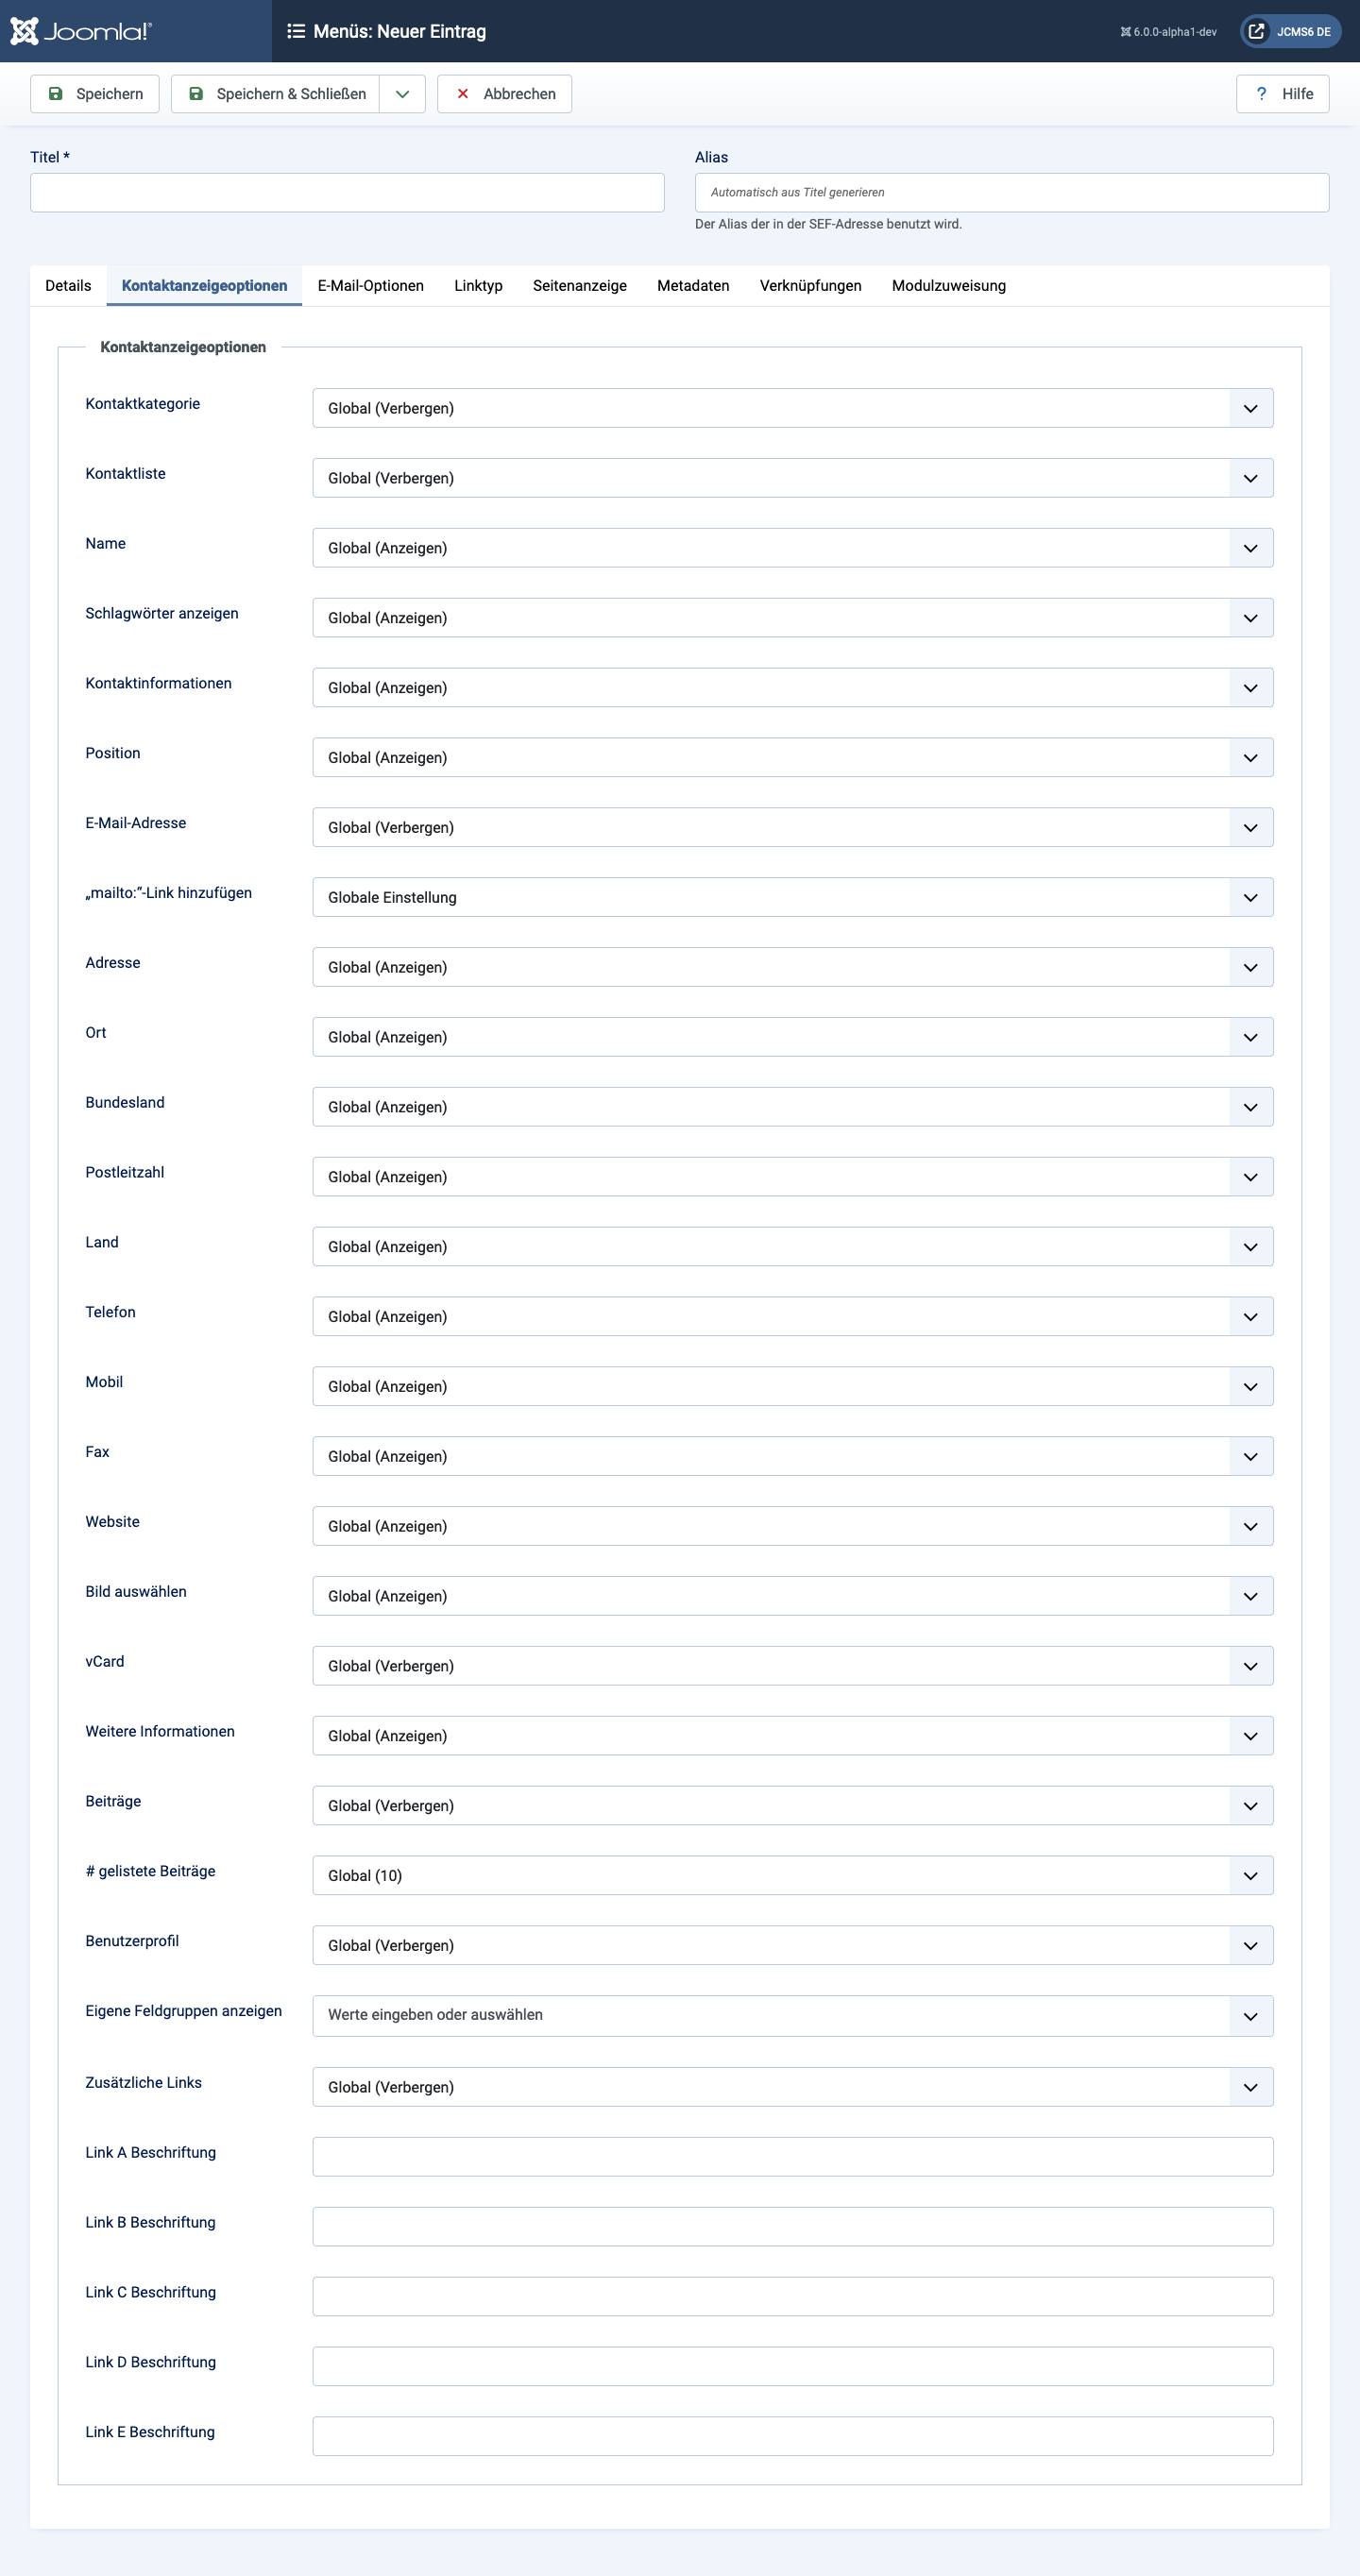 Joomla!®
Menüs: Neuer Eintrag
6.0.0-alpha1-dev
JCMS6 DE
Speichern
Speichern & Schließen
Abbrechen
? Hilfe
Titel *
Alias
Automatisch aus Titel generieren
Der Alias der in der SEF-Adresse benutzt wird.
Details
Kontaktanzeigeoptionen
E-Mail-Optionen
Linktyp
Seitenanzeige
Metadaten
Verknüpfungen
Modulzuweisung
Kontaktanzeigeoptionen
Kontaktkategorie
Global (Verbergen)
Kontaktliste
Global (Verbergen)
Name
Global (Anzeigen)
Schlagwörter anzeigen
Global (Anzeigen)
Kontaktinformationen
Global (Anzeigen)
Position
Global (Anzeigen)
E-Mail-Adresse
Global (Verbergen)
„mailto:“-Link hinzufügen
Globale Einstellung
Adresse
Global (Anzeigen)
Ort
Global (Anzeigen)
Bundesland
Global (Anzeigen)
Postleitzahl
Global (Anzeigen)
Land
Global (Anzeigen)
Telefon
Global (Anzeigen)
Mobil
Global (Anzeigen)
Fax
Global (Anzeigen)
Website
Global (Anzeigen)
Bild auswählen
Global (Anzeigen)
vCard
Global (Verbergen)
Weitere Informationen
Global (Anzeigen)
Beiträge
Global (Verbergen)
# gelistete Beiträge
Global (10)
Benutzerprofil
Global (Verbergen)
Eigene Feldgruppen anzeigen
Werte eingeben oder auswählen
Zusätzliche Links
Global (Verbergen)
Link A Beschriftung
Link B Beschriftung
Link C Beschriftung
Link D Beschriftung
Link E Beschriftung